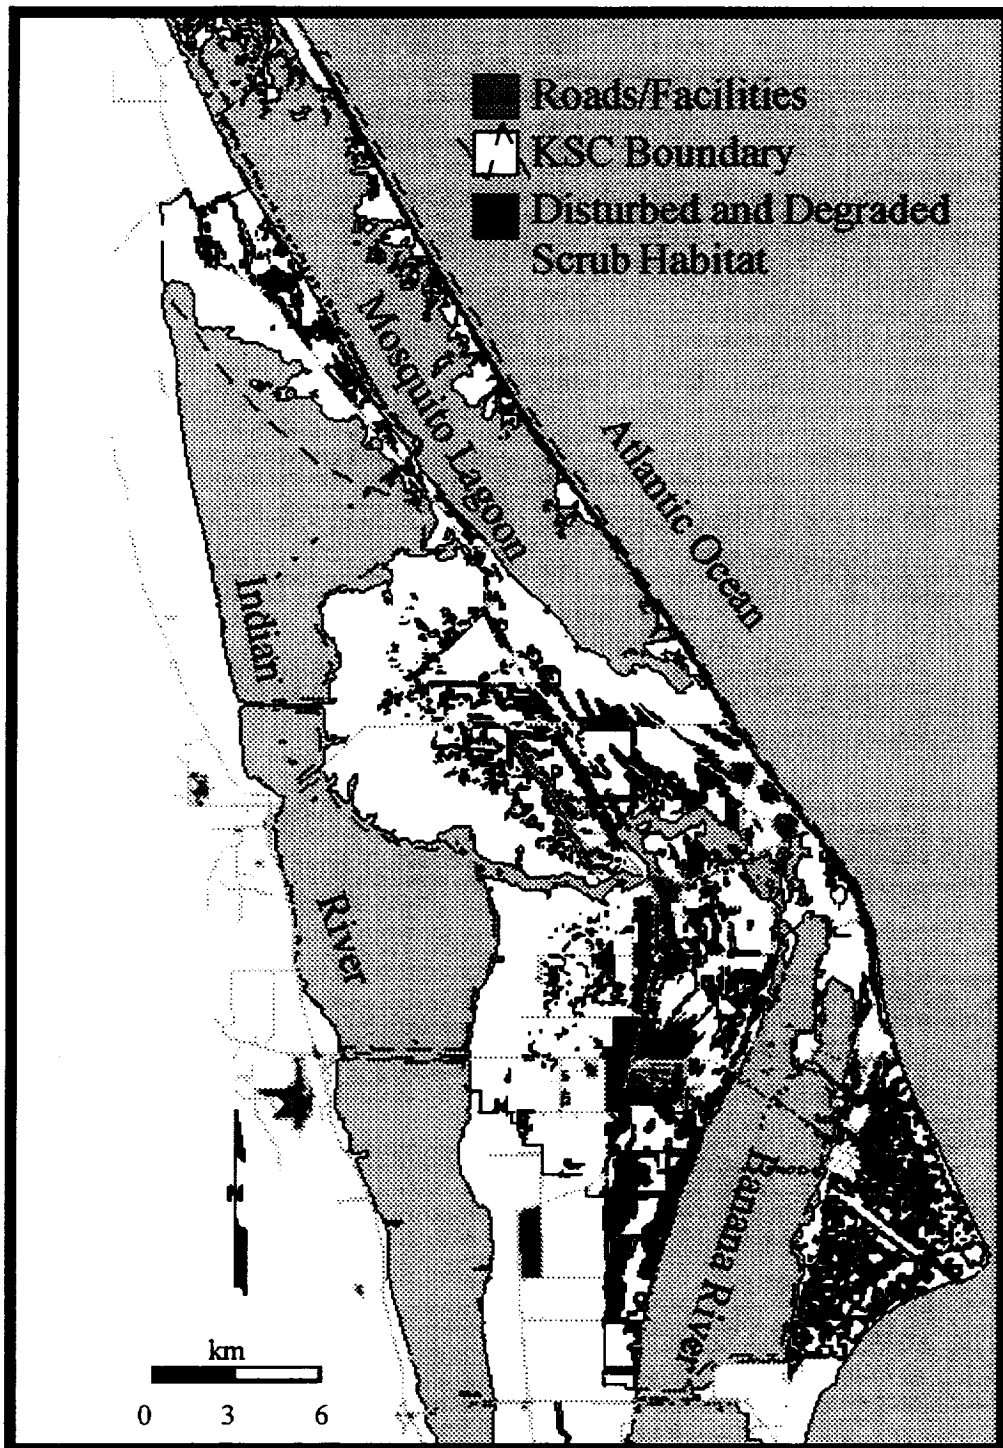 Roads/Facilities
KSC Boundary
Disturbed and Degraded
Scrub Habitat
Mosquito Lagoon
Atlantic Ocean
Indian
River
Banana River
N
km
0 3 6